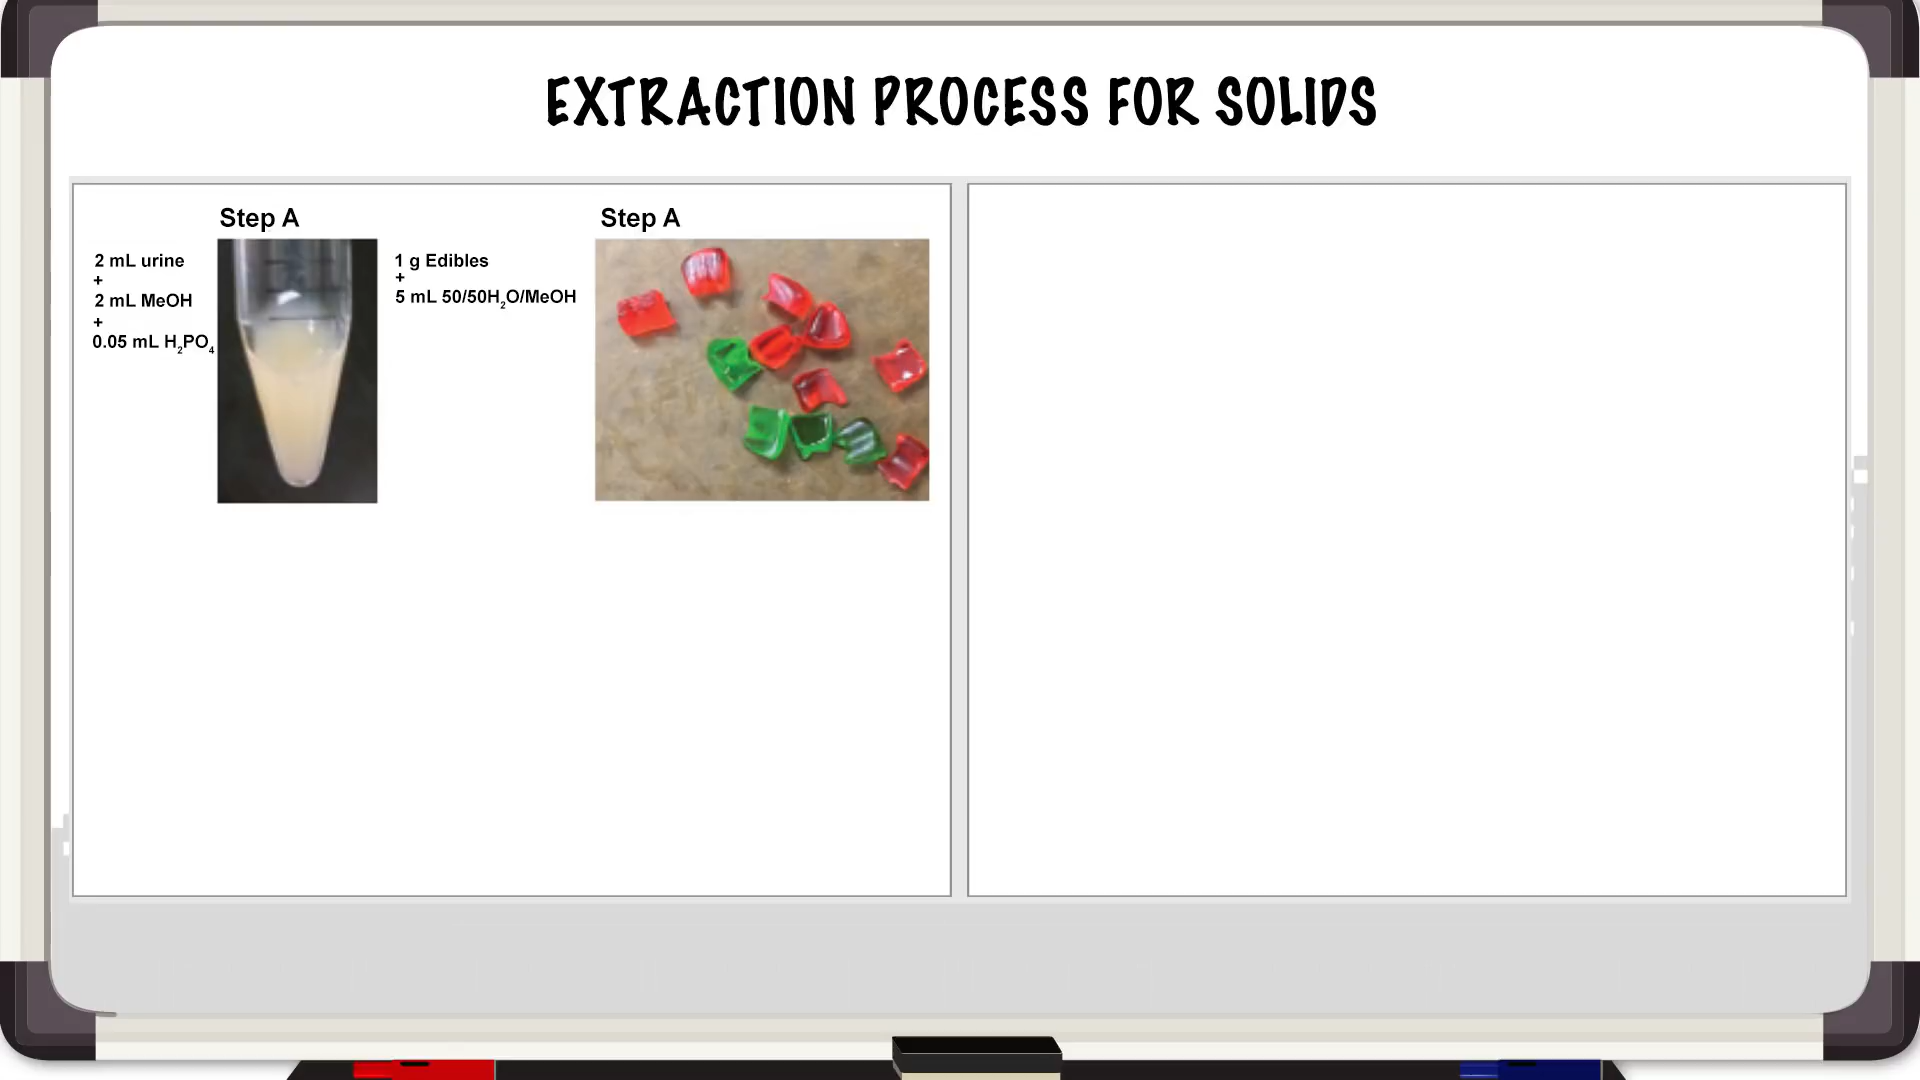 EXTRACTION PROCESS FOR SOLIDS
Step A
2 mL urine
+
2 mL MeOH
+
0.05 mL H₂PO₄
1 g Edibles
+
5 mL 50/50H₂O/MeOH
Step A